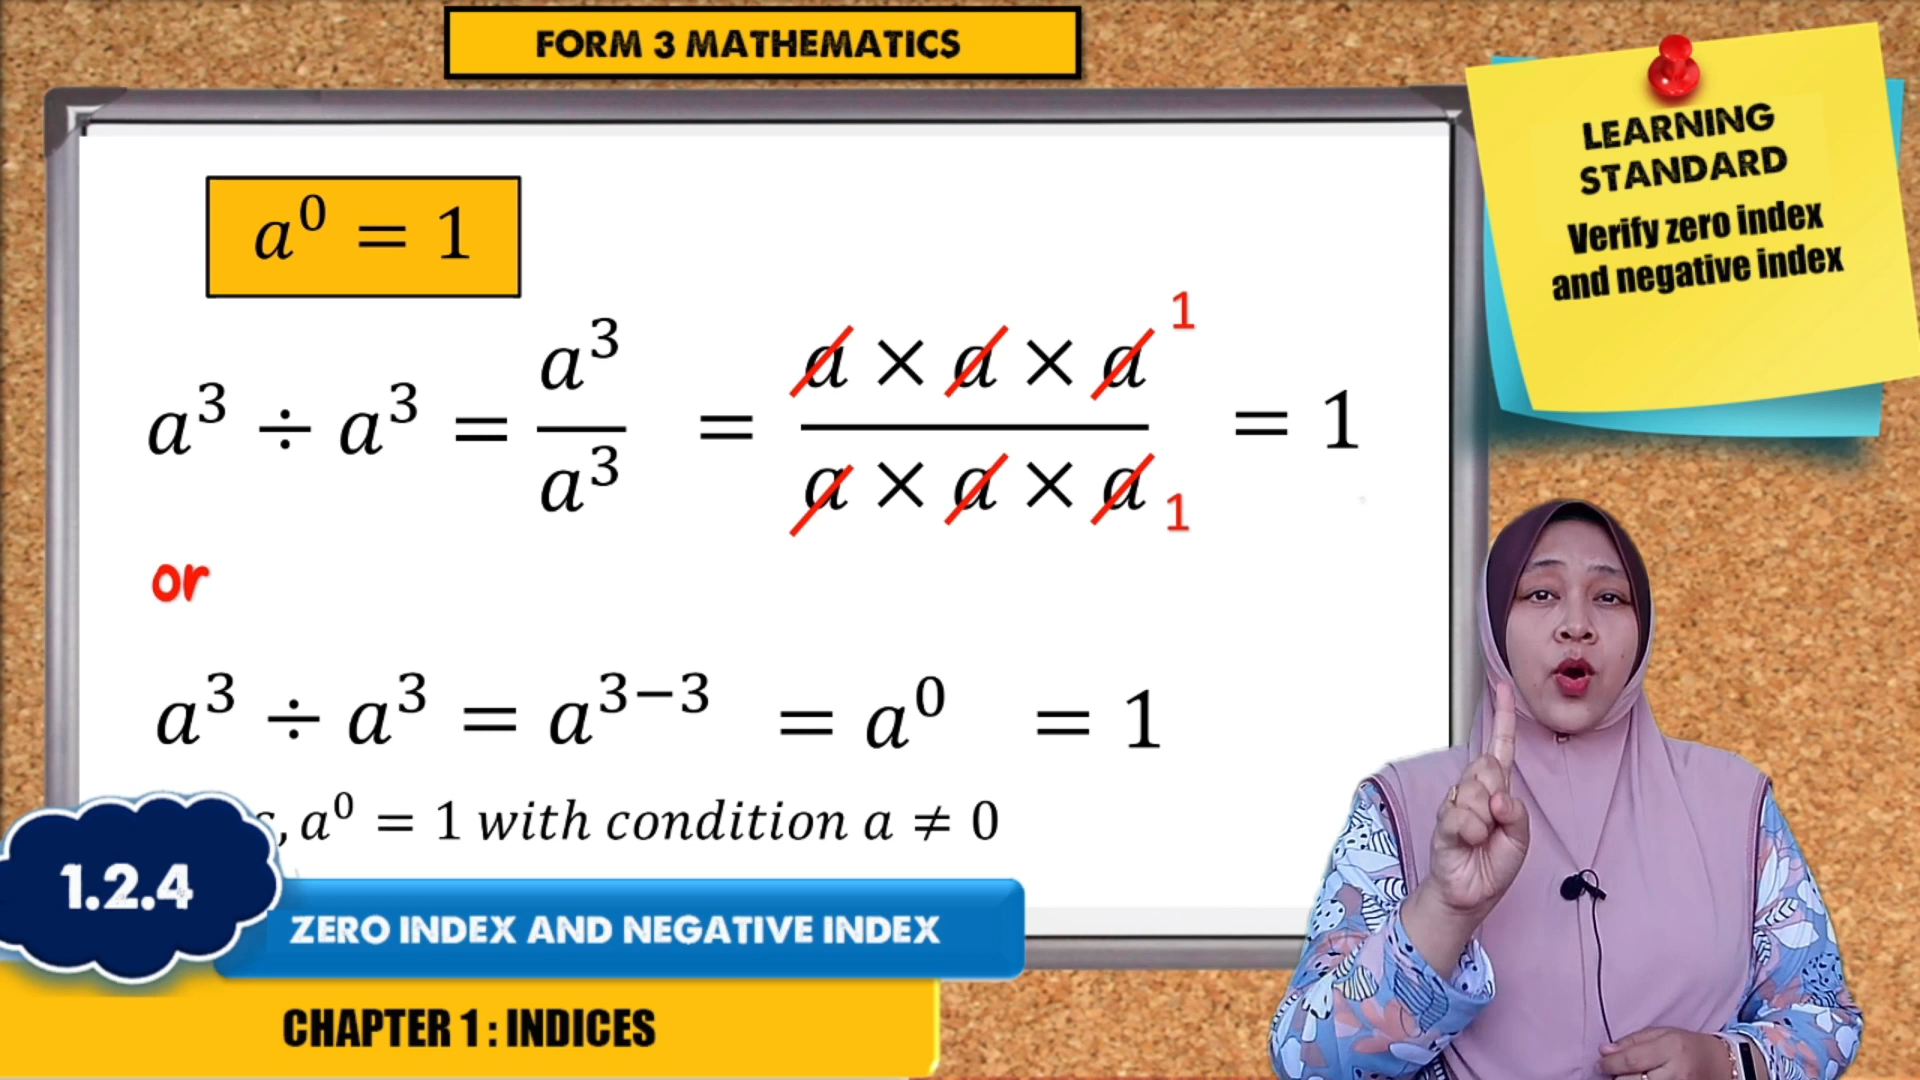 FORM 3 MATHEMATICS
LEARNING
STANDARD
Verify zero index
and negative index
a⁰ = 1
a³ ÷ a³ = a³/a³ = (a × a × a)/(a × a × a) = 1
1
1
or
a³ ÷ a³ = a³⁻³ = a⁰ = 1
, a⁰ = 1 with condition a ≠ 0
1.2.4
ZERO INDEX AND NEGATIVE INDEX
CHAPTER 1 : INDICES